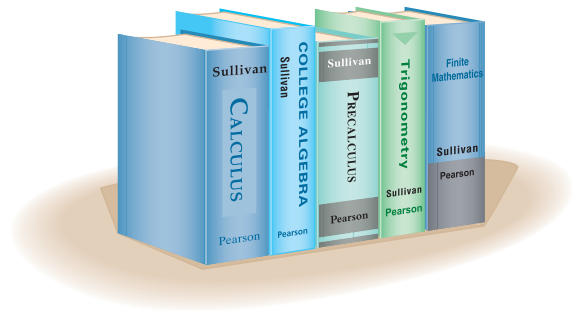 Sullivan
CALCULUS
Pearson
COLLEGE ALGEBRA
Sullivan
Pearson
Sullivan
PRECALCULUS
Pearson
Trigonometry
Sullivan
Pearson
Finite
Mathematics
Sullivan
Pearson